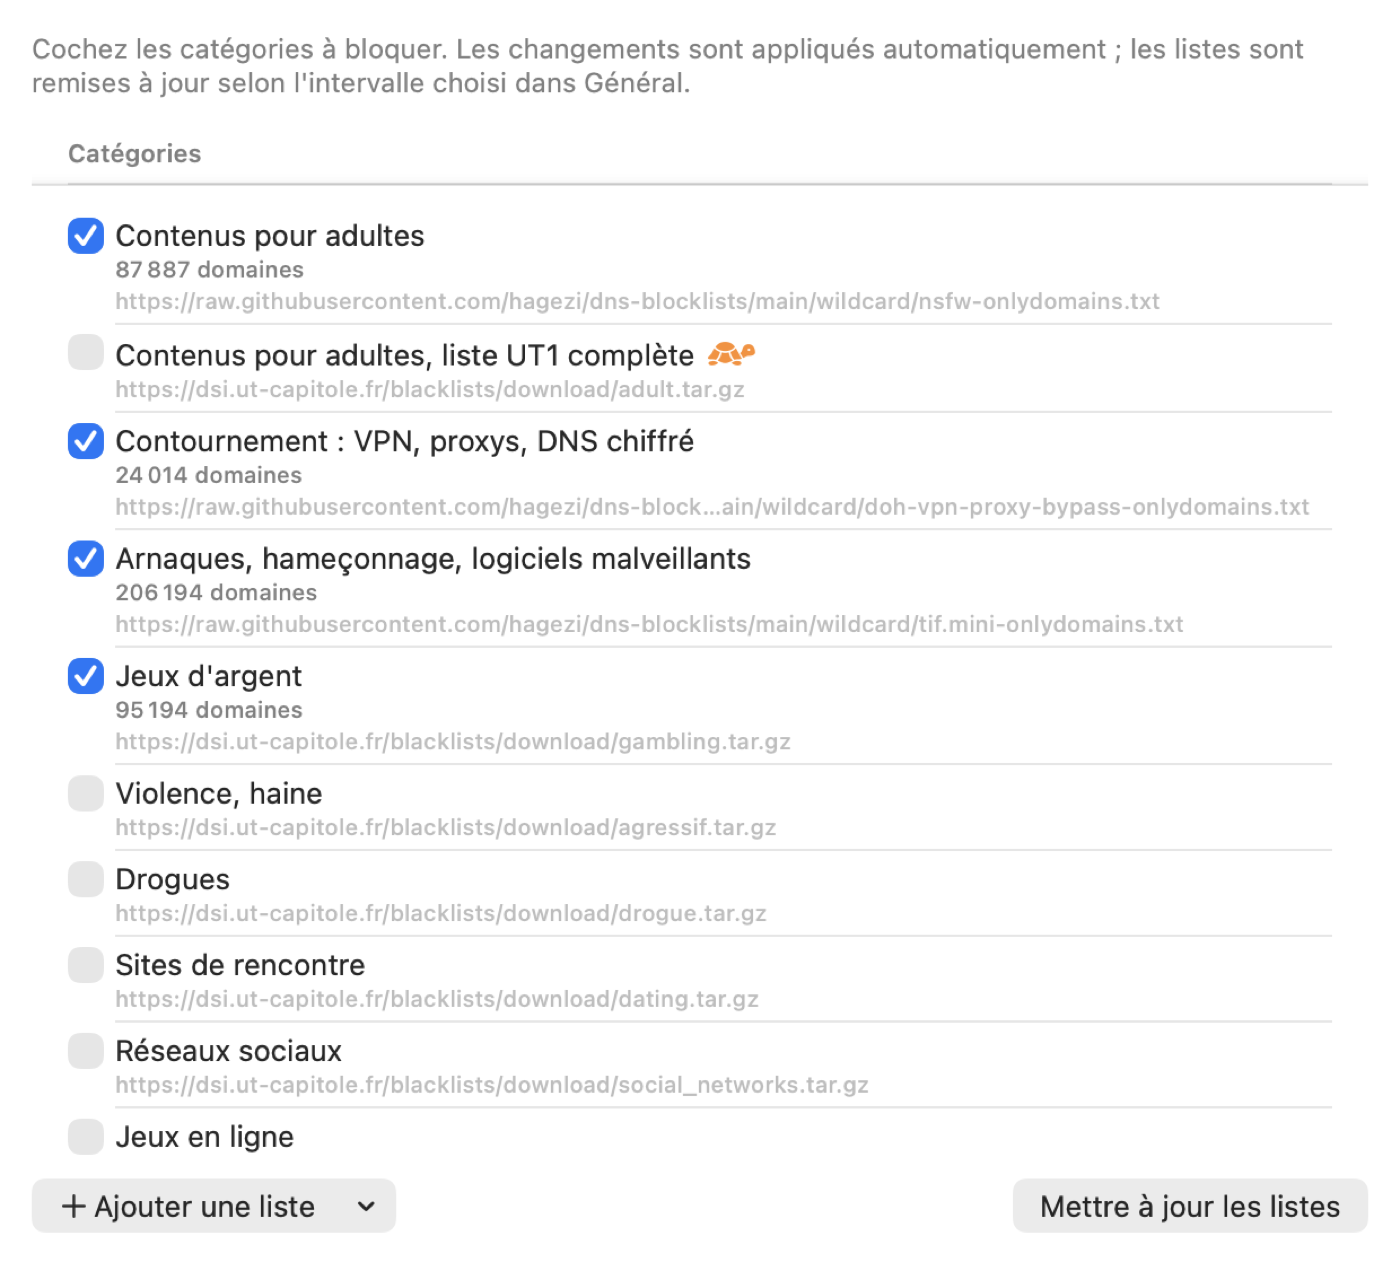 Cochez les catégories à bloquer. Les changements sont appliqués automatiquement ; les listes sont
remises à jour selon l'intervalle choisi dans Général.
Catégories
Contenus pour adultes
87 887 domaines
https://raw.githubusercontent.com/hagezi/dns-blocklists/main/wildcard/nsfw-onlydomains.txt
Contenus pour adultes, liste UT1 complète
https://dsi.ut-capitole.fr/blacklists/download/adult.tar.gz
Contournement : VPN, proxys, DNS chiffré
24 014 domaines
https://raw.githubusercontent.com/hagezi/dns-block...ain/wildcard/doh-vpn-proxy-bypass-onlydomains.txt
Arnaques, hameçonnage, logiciels malveillants
206 194 domaines
https://raw.githubusercontent.com/hagezi/dns-blocklists/main/wildcard/tif.mini-onlydomains.txt
Jeux d'argent
95 194 domaines
https://dsi.ut-capitole.fr/blacklists/download/gambling.tar.gz
Violence, haine
https://dsi.ut-capitole.fr/blacklists/download/agressif.tar.gz
Drogues
https://dsi.ut-capitole.fr/blacklists/download/drogue.tar.gz
Sites de rencontre
https://dsi.ut-capitole.fr/blacklists/download/dating.tar.gz
Réseaux sociaux
https://dsi.ut-capitole.fr/blacklists/download/social_networks.tar.gz
Jeux en ligne
+ Ajouter une liste
Mettre à jour les listes